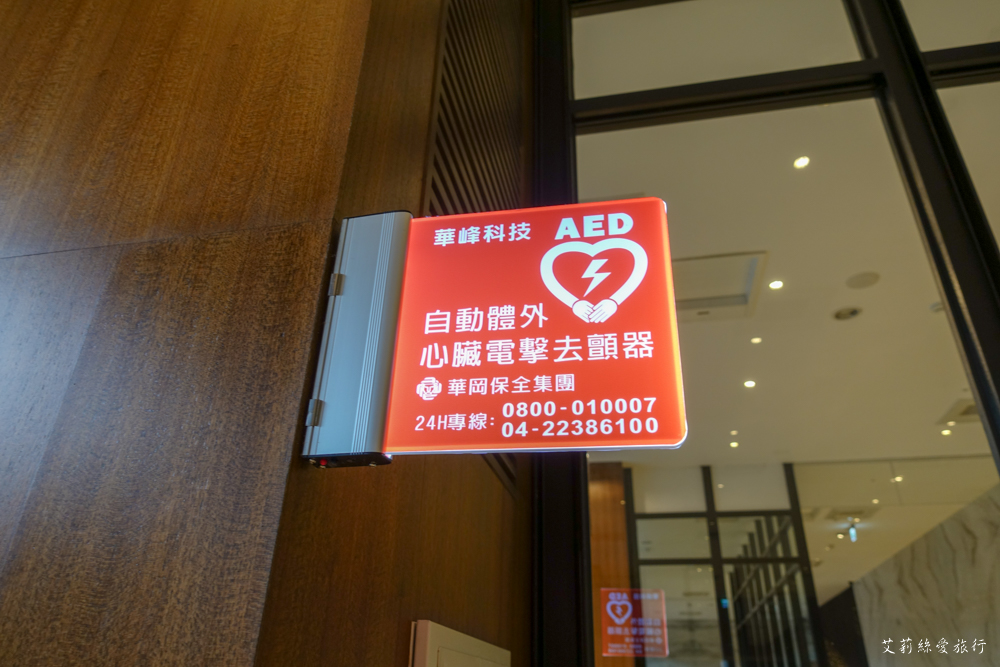 華峰科技
AED
自動體外
心臟電擊去顫器
華岡保全集團
24H專線:
0800-010007
04-22386100
艾莉絲愛旅行